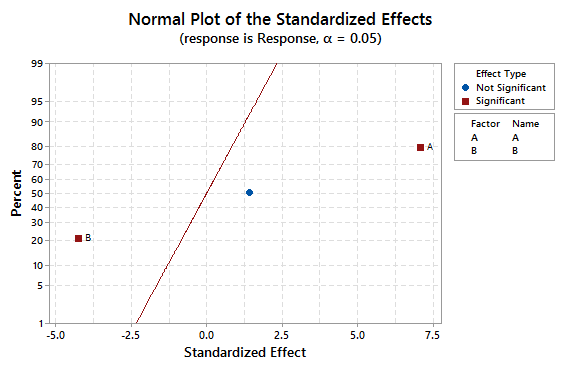 Normal Plot of the Standardized Effects
(response is Response, α = 0.05)
Effect Type
Not Significant
Significant
Factor Name
A A
B B
Percent
99
95
90
80
70
60
50
40
30
20
10
5
1
A
B
-5.0 -2.5 0.0 2.5 5.0 7.5
Standardized Effect